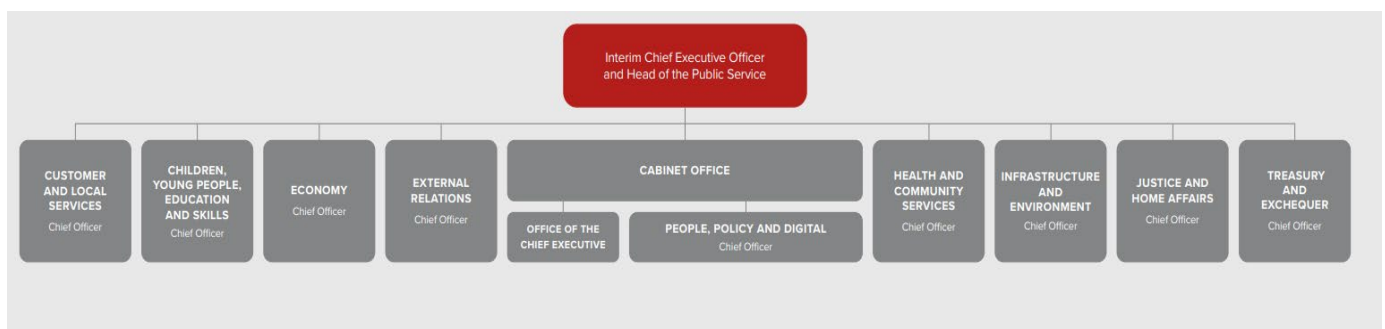 Interim Chief Executive Officer
and Head of the Public Service
CUSTOMER
AND LOCAL
SERVICES
Chief Officer
CHILDREN,
YOUNG PEOPLE,
EDUCATION
AND SKILLS
Chief Officer
ECONOMY
Chief Officer
EXTERNAL
RELATIONS
Chief Officer
CABINET OFFICE
OFFICE OF THE
CHIEF EXECUTIVE
PEOPLE, POLICY AND DIGITAL
Chief Officer
HEALTH AND
COMMUNITY
SERVICES
Chief Officer
INFRASTRUCTURE
AND
ENVIRONMENT
Chief Officer
JUSTICE AND
HOME AFFAIRS
Chief Officer
TREASURY
AND
EXCHEQUER
Chief Officer